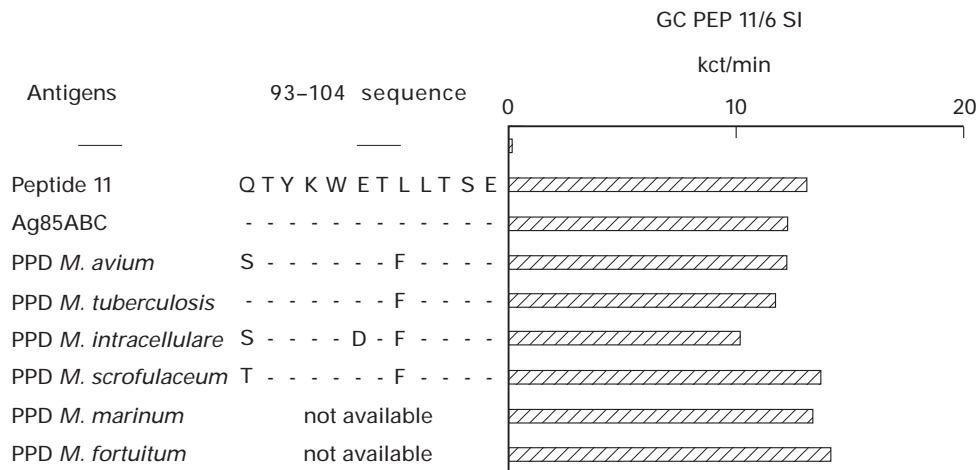 GC PEP 11/6 SI
kct/min
Antigens 93–104 sequence
0 10 20
Peptide 11 Q T Y K W E T L L T S E
Ag85ABC - - - - - - - - - - - -
PPD M. avium S - - - - - - F - - - -
PPD M. tuberculosis - - - - - - - F - - - -
PPD M. intracellulare S - - - - D - F - - - -
PPD M. scrofulaceum T - - - - - - F - - - -
PPD M. marinum not available
PPD M. fortuitum not available